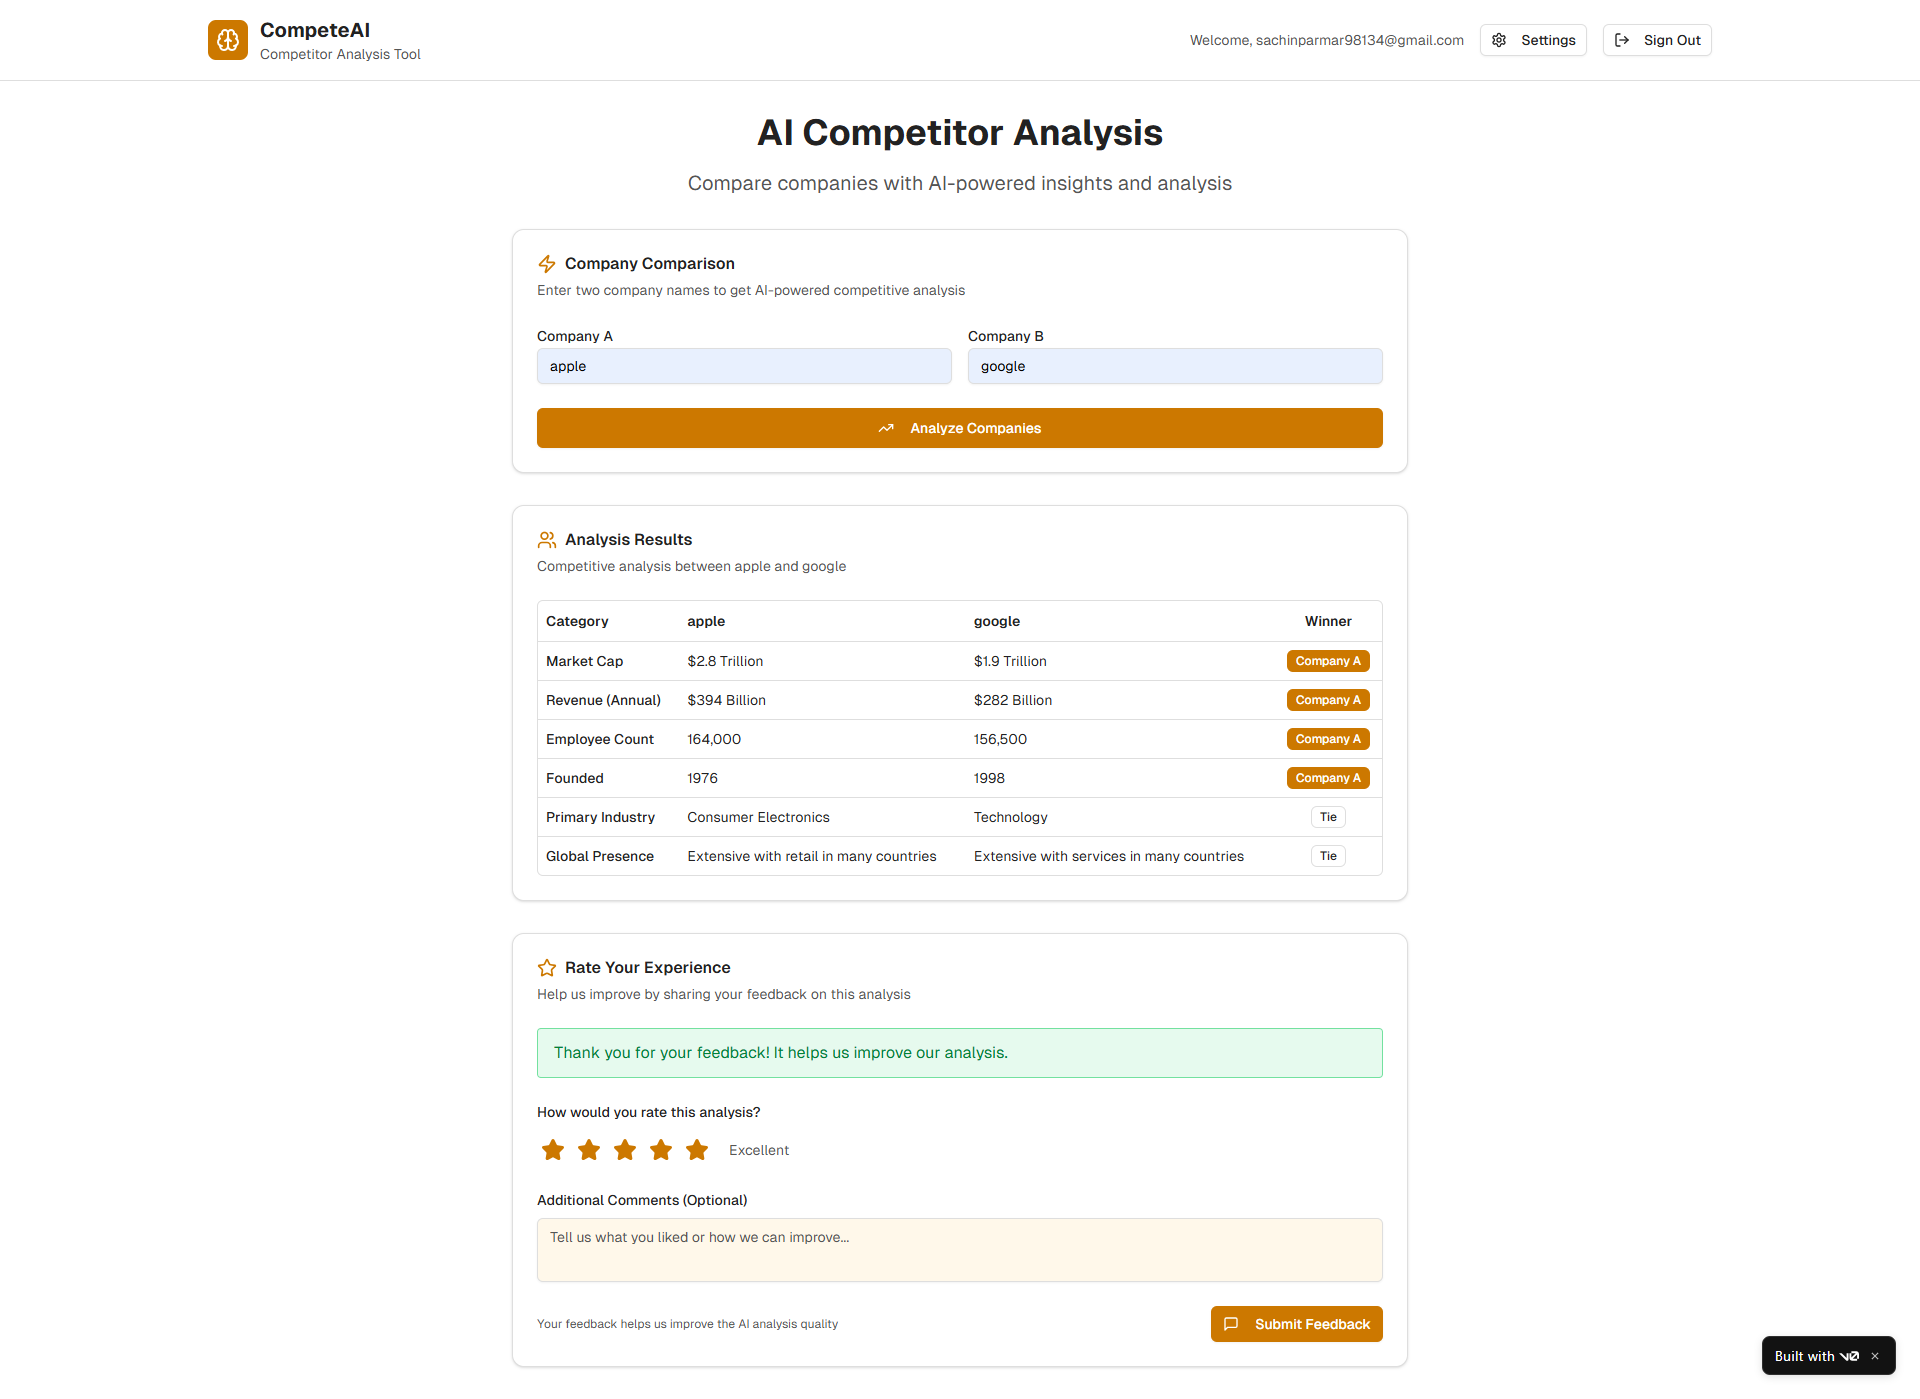 CompeteAI
Competitor Analysis Tool
Welcome, sachinparmar98134@gmail.com
Settings
Sign Out
AI Competitor Analysis
Compare companies with AI-powered insights and analysis
Company Comparison
Enter two company names to get AI-powered competitive analysis
Company A
Company B
apple
google
Analyze Companies
Analysis Results
Competitive analysis between apple and google
Category apple google Winner
Market Cap $2.8 Trillion $1.9 Trillion Company A
Revenue (Annual) $394 Billion $282 Billion Company A
Employee Count 164,000 156,500 Company A
Founded 1976 1998 Company A
Primary Industry Consumer Electronics Technology Tie
Global Presence Extensive with retail in many countries Extensive with services in many countries Tie
Rate Your Experience
Help us improve by sharing your feedback on this analysis
Thank you for your feedback! It helps us improve our analysis.
How would you rate this analysis?
Excellent
Additional Comments (Optional)
Tell us what you liked or how we can improve...
Your feedback helps us improve the AI analysis quality
Submit Feedback
Built with v0